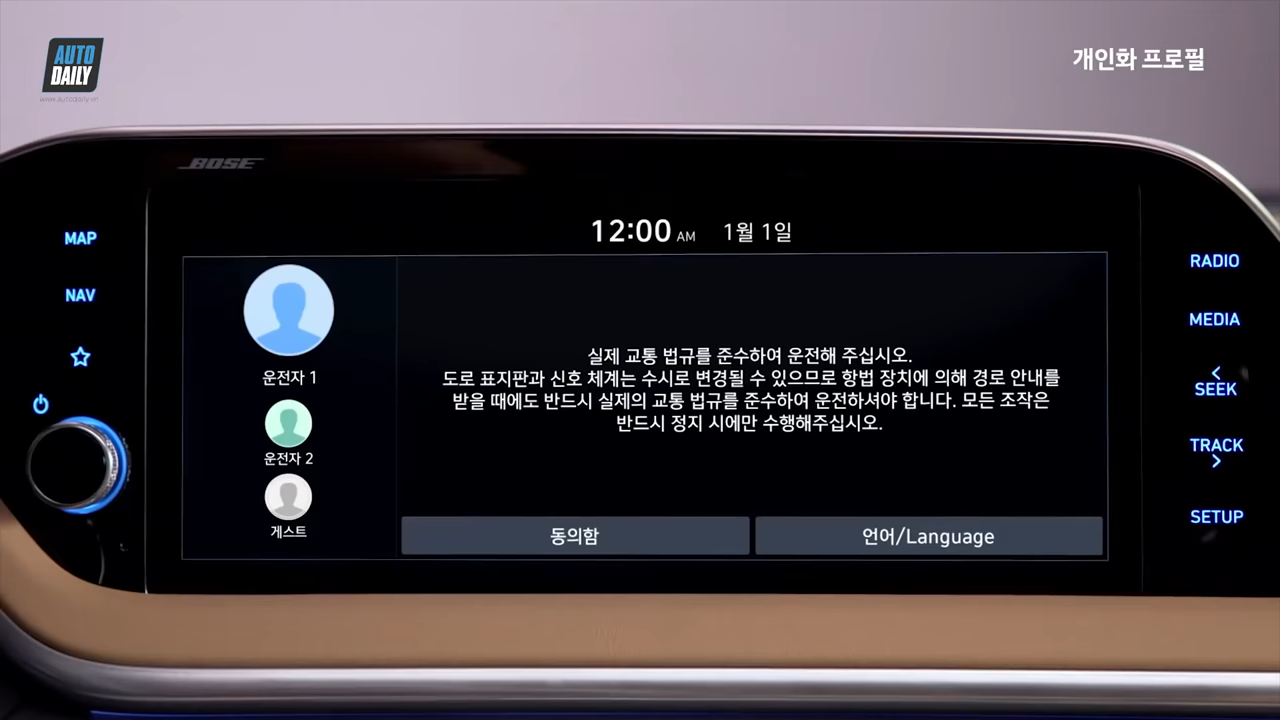 AUTO
DAILY
www.autodaily.vn
개인화 프로필
BOSE
MAP
NAV
12:00 AM 1월 1일
운전자 1
운전자 2
게스트
실제 교통 법규를 준수하여 운전해 주십시오.
도로 표지판과 신호 체계는 수시로 변경될 수 있으므로 항법 장치에 의해 경로 안내를
받을 때에도 반드시 실제의 교통 법규를 준수하여 운전하셔야 합니다. 모든 조작은
반드시 정지 시에만 수행해주십시오.
동의함
언어/Language
RADIO
MEDIA
<
SEEK
TRACK
>
SETUP